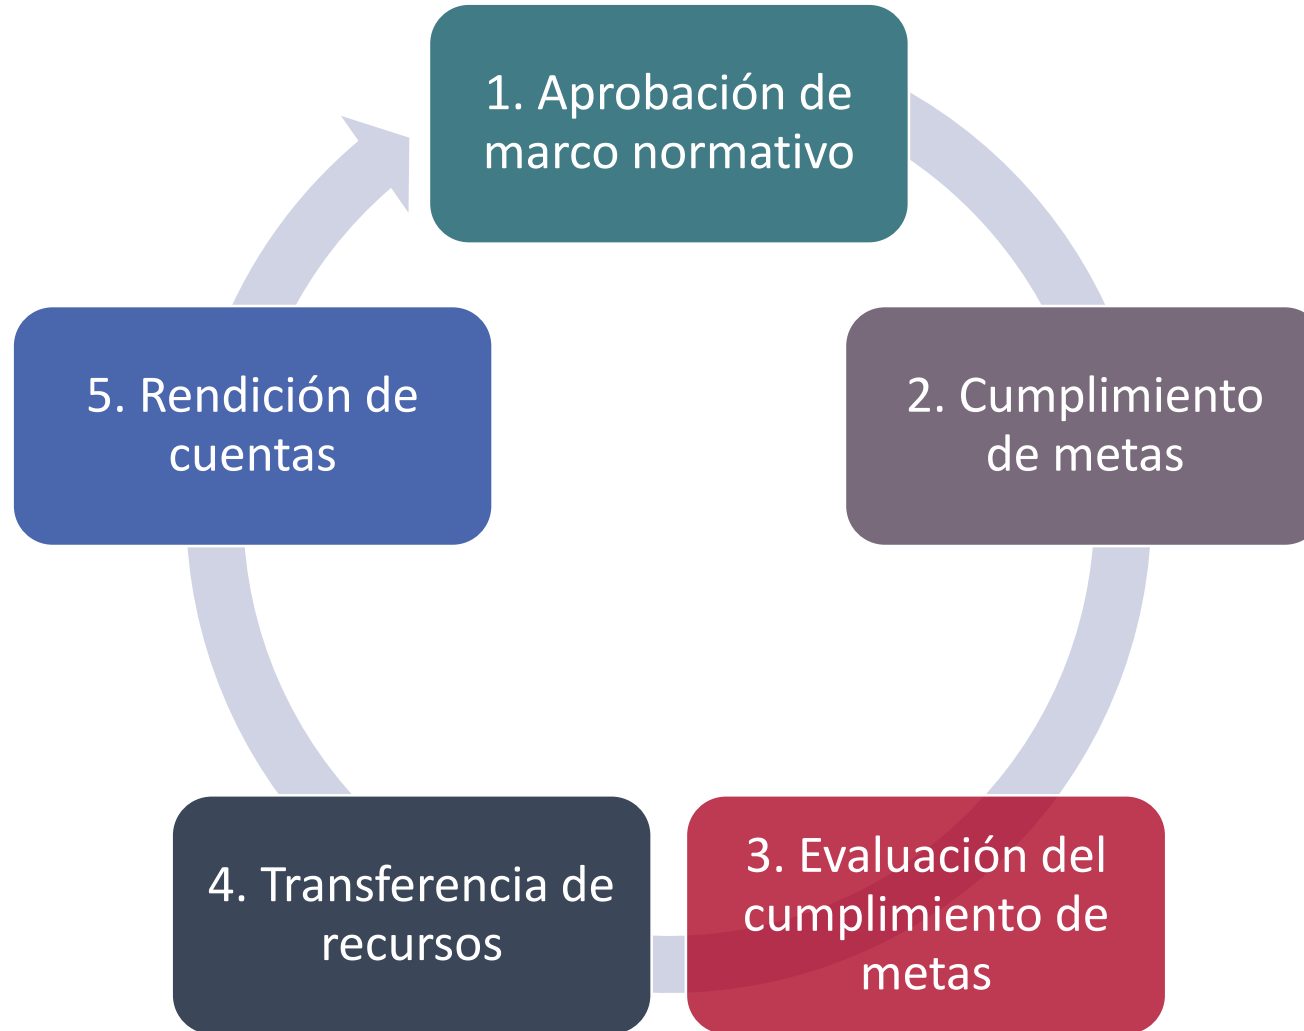 1. Aprobación de
marco normativo
2. Cumplimiento
de metas
3. Evaluación del
cumplimiento de
metas
4. Transferencia de
recursos
5. Rendición de
cuentas